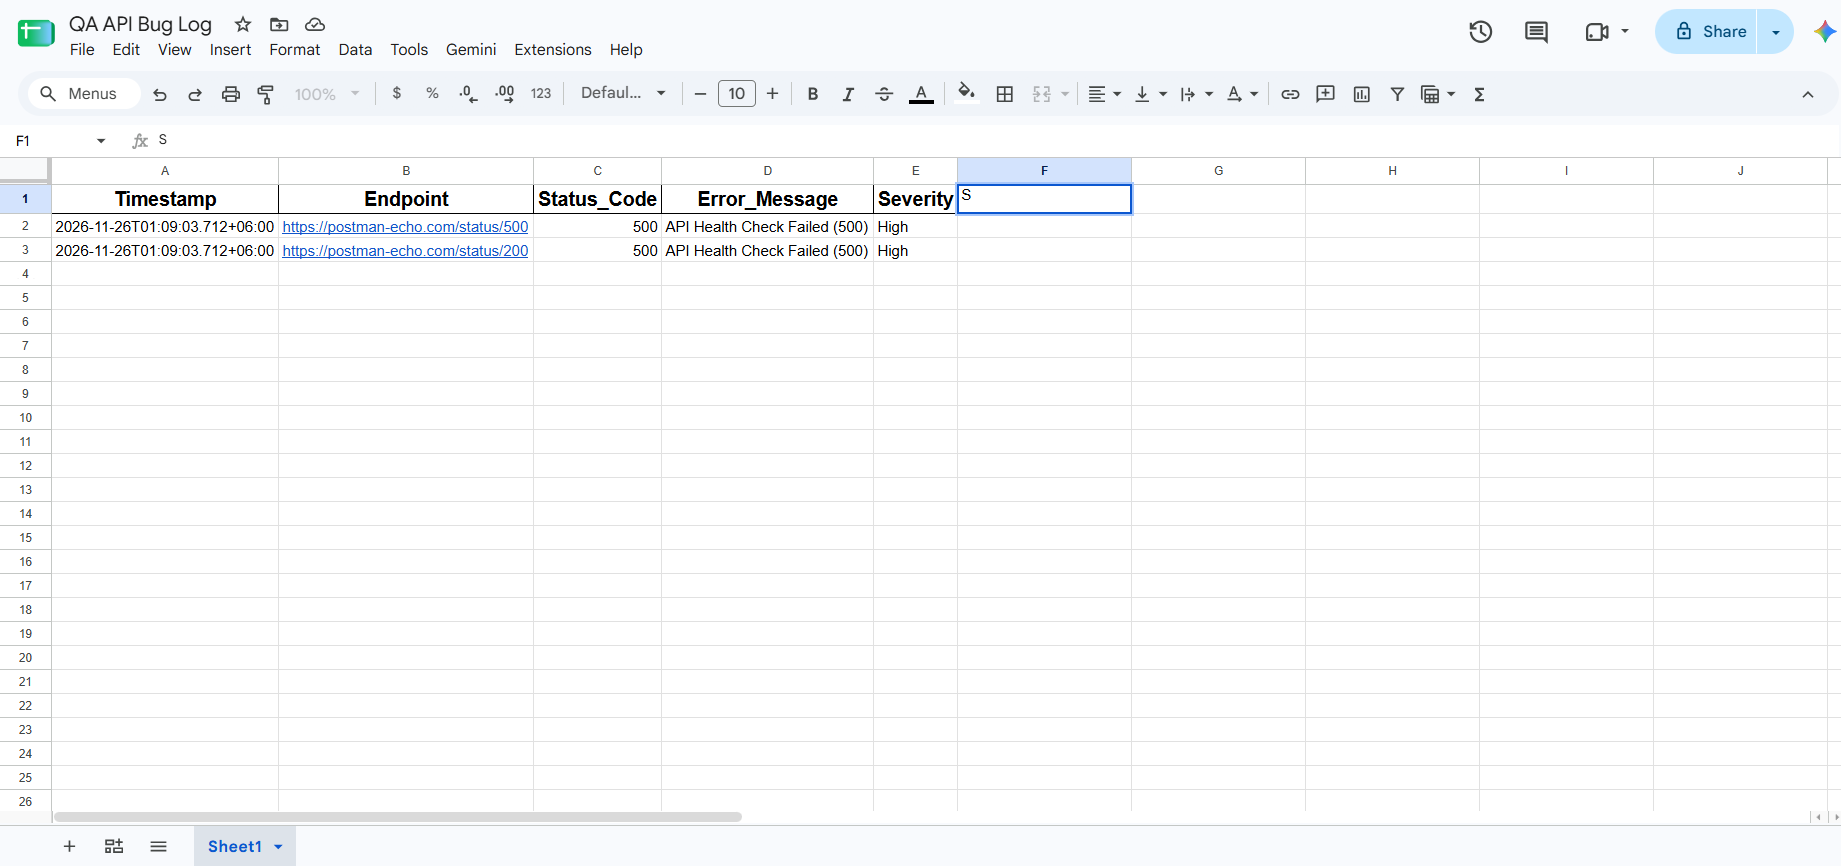 QA API Bug Log
File Edit View Insert Format Data Tools Gemini Extensions Help
Share
Menus 100% $ % .0 .00 123 Defaul... 10 B I A A Σ
F1 fx S
A B C D E F G H I J
1 Timestamp Endpoint Status_Code Error_Message Severity S
2 2026-11-26T01:09:03.712+06:00 https://postman-echo.com/status/500 500 API Health Check Failed (500) High
3 2026-11-26T01:09:03.712+06:00 https://postman-echo.com/status/200 500 API Health Check Failed (500) High
4
5
6
7
8
9
10
11
12
13
14
15
16
17
18
19
20
21
22
23
24
25
26
Sheet1